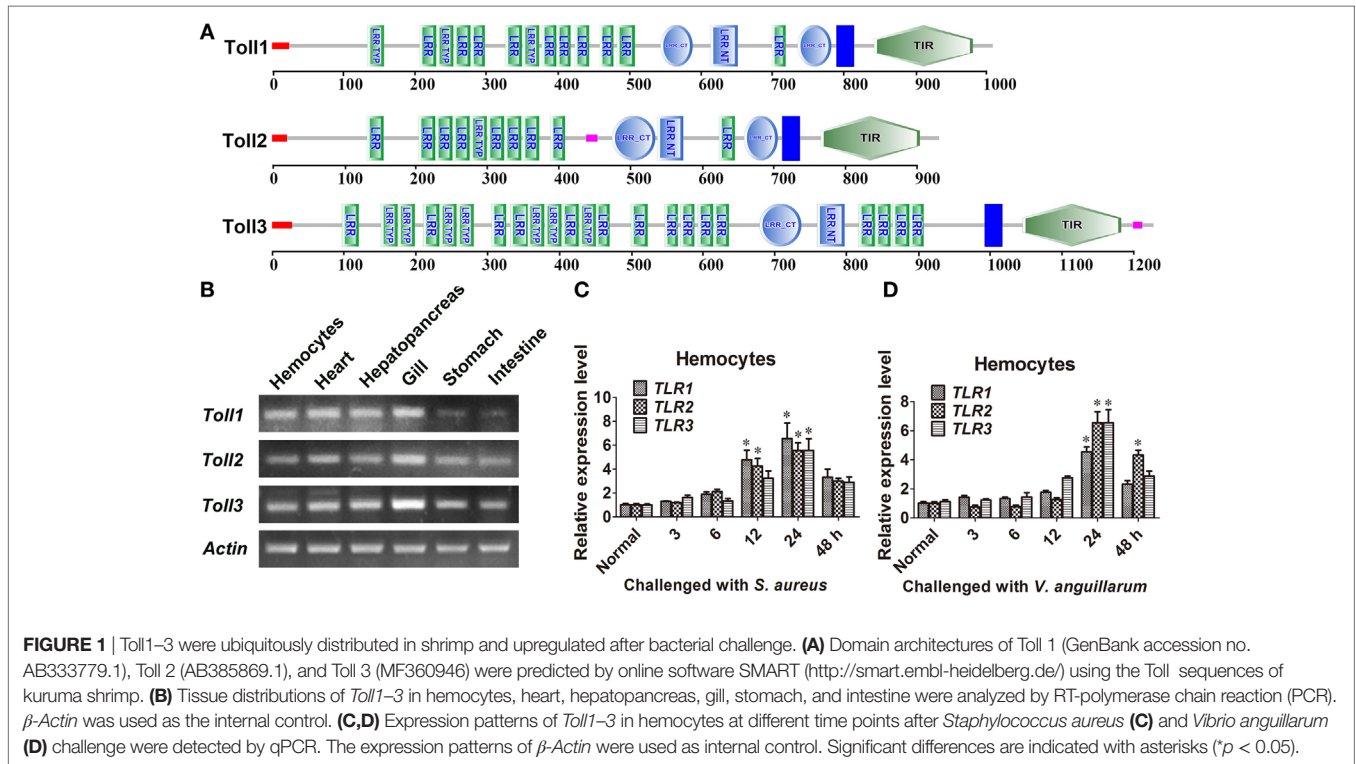 A
Toll1
LRR_TYP LRR LRR_TYP LRR LRR LRR LRR_TYP LRR LRR LRR LRR LRR LRR_CT LRR_NT LRR LRR_CT TIR
0 100 200 300 400 500 600 700 800 900 1000
Toll2
LRR LRR LRR LRR LRR_TYP LRR LRR LRR LRR LRR_CT LRR_NT LRR LRR_CT TIR
0 100 200 300 400 500 600 700 800 900
Toll3
LRR LRR_TYP LRR_TYP LRR LRR_TYP LRR_TYP LRR LRR LRR_TYP LRR_TYP LRR LRR_TYP LRR LRR LRR LRR LRR LRR LRR_CT LRR_NT LRR LRR LRR LRR TIR
0 100 200 300 400 500 600 700 800 900 1000 1100 1200
B
Hemocytes Heart Hepatopancreas Gill Stomach Intestine
Toll1
Toll2
Toll3
Actin
C
Hemocytes
Relative expression level
TLR1
TLR2
TLR3
10
8
6
4
2
0
* * * * *
Normal 3 6 12 24 48 h
Challenged with S. aureus
D
Hemocytes
Relative expression level
TLR1
TLR2
TLR3
8
6
4
2
0
* * * *
Normal 3 6 12 24 48 h
Challenged with V. anguillarum
FIGURE 1 | Toll1–3 were ubiquitously distributed in shrimp and upregulated after bacterial challenge. (A) Domain architectures of Toll 1 (GenBank accession no.
AB333779.1), Toll 2 (AB385869.1), and Toll 3 (MF360946) were predicted by online software SMART (http://smart.embl-heidelberg.de/) using the Toll sequences of
kuruma shrimp. (B) Tissue distributions of Toll1–3 in hemocytes, heart, hepatopancreas, gill, stomach, and intestine were analyzed by RT-polymerase chain reaction (PCR).
β-Actin was used as the internal control. (C,D) Expression patterns of Toll1–3 in hemocytes at different time points after Staphylococcus aureus (C) and Vibrio anguillarum
(D) challenge were detected by qPCR. The expression patterns of β-Actin were used as internal control. Significant differences are indicated with asterisks (*p < 0.05).